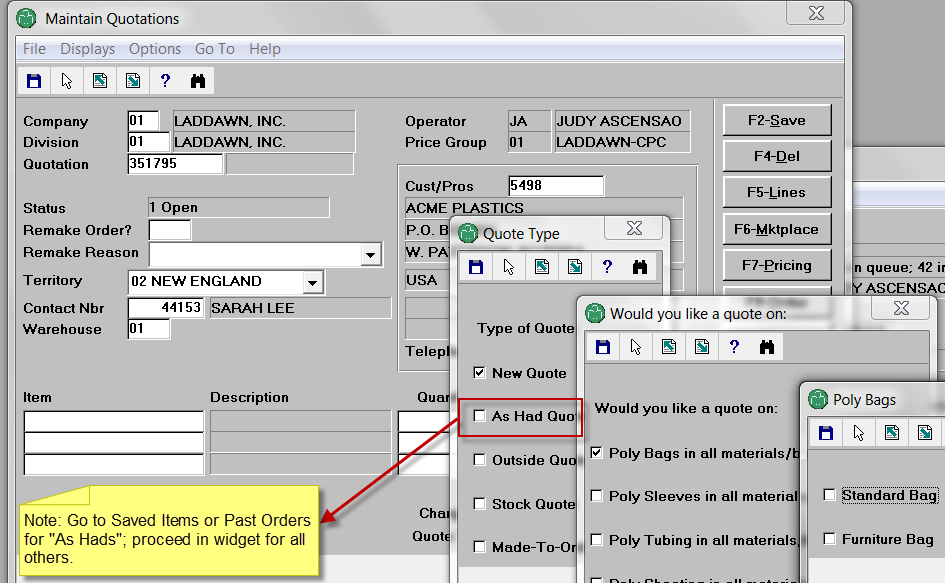 Maintain Quotations
File Displays Options Go To Help
Company 01 LADDAWN, INC.
Division 01 LADDAWN, INC.
Quotation 351795
Operator JA JUDY ASCENSAO
Price Group 01 LADDAWN-CPC
Status 1 Open
Remake Order?
Remake Reason
Territory 02 NEW ENGLAND
Contact Nbr 44153 SARAH LEE
Warehouse 01
Cust/Pros 5498
ACME PLASTICS
P.O. B
W. PA
USA
Telep
F2-Save
F4-Del
F5-Lines
F6-Mktplace
F7-Pricing
n queue; 42 i
Y ASCENSAO
Item Description Quan
Cha
Quote
Note: Go to Saved Items or Past Orders
for "As Hads"; proceed in widget for all
others.
Quote Type
Type of Quote
New Quote
As Had Quo
Outside Quo
Stock Quote
Made-To-Or
Would you like a quote on:
Would you like a quote on:
Poly Bags in all materials/b
Poly Sleeves in all material
Poly Tubing in all materials,
Poly Bags
Standard Bag
Furniture Bag